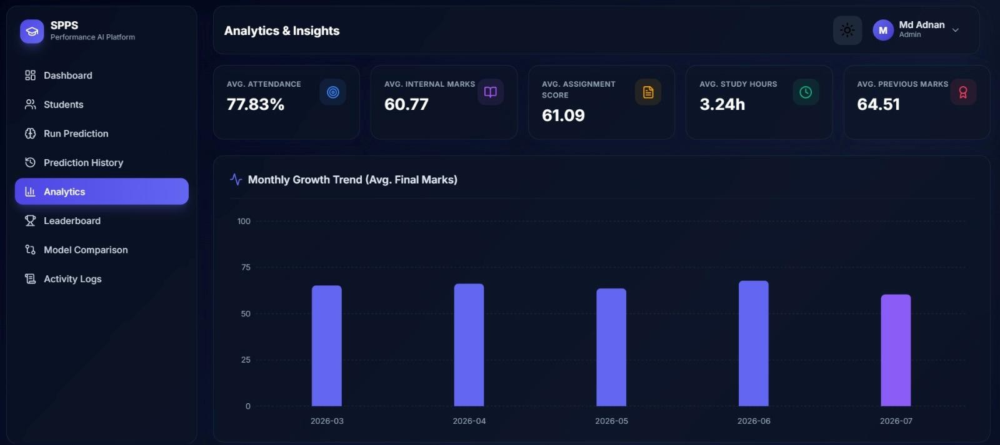 SPPS
Performance AI Platform
Dashboard
Students
Run Prediction
Prediction History
Analytics
Leaderboard
Model Comparison
Activity Logs
Analytics & Insights
M
Md Adnan
Admin
AVG. ATTENDANCE
77.83%
AVG. INTERNAL MARKS
60.77
AVG. ASSIGNMENT
SCORE
61.09
AVG. STUDY HOURS
3.24h
AVG. PREVIOUS MARKS
64.51
Monthly Growth Trend (Avg. Final Marks)
100
75
50
25
0
2026-03
2026-04
2026-05
2026-06
2026-07